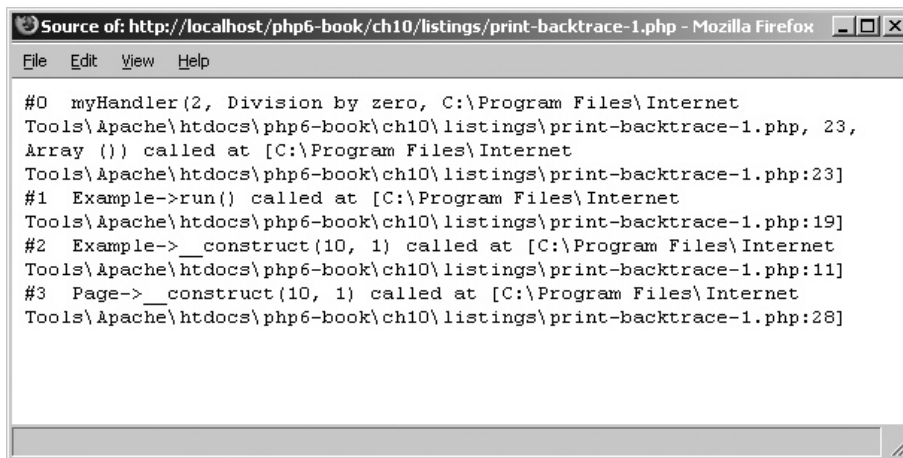 Source of: http://localhost/php6-book/ch10/listings/print-backtrace-1.php - Mozilla Firefox
File Edit View Help
#0  myHandler(2, Division by zero, C:\Program Files\Internet
Tools\Apache\htdocs\php6-book\ch10\listings\print-backtrace-1.php, 23,
Array ()) called at [C:\Program Files\Internet
Tools\Apache\htdocs\php6-book\ch10\listings\print-backtrace-1.php:23]
#1  Example->run() called at [C:\Program Files\Internet
Tools\Apache\htdocs\php6-book\ch10\listings\print-backtrace-1.php:19]
#2  Example->__construct(10, 1) called at [C:\Program Files\Internet
Tools\Apache\htdocs\php6-book\ch10\listings\print-backtrace-1.php:11]
#3  Page->__construct(10, 1) called at [C:\Program Files\Internet
Tools\Apache\htdocs\php6-book\ch10\listings\print-backtrace-1.php:28]